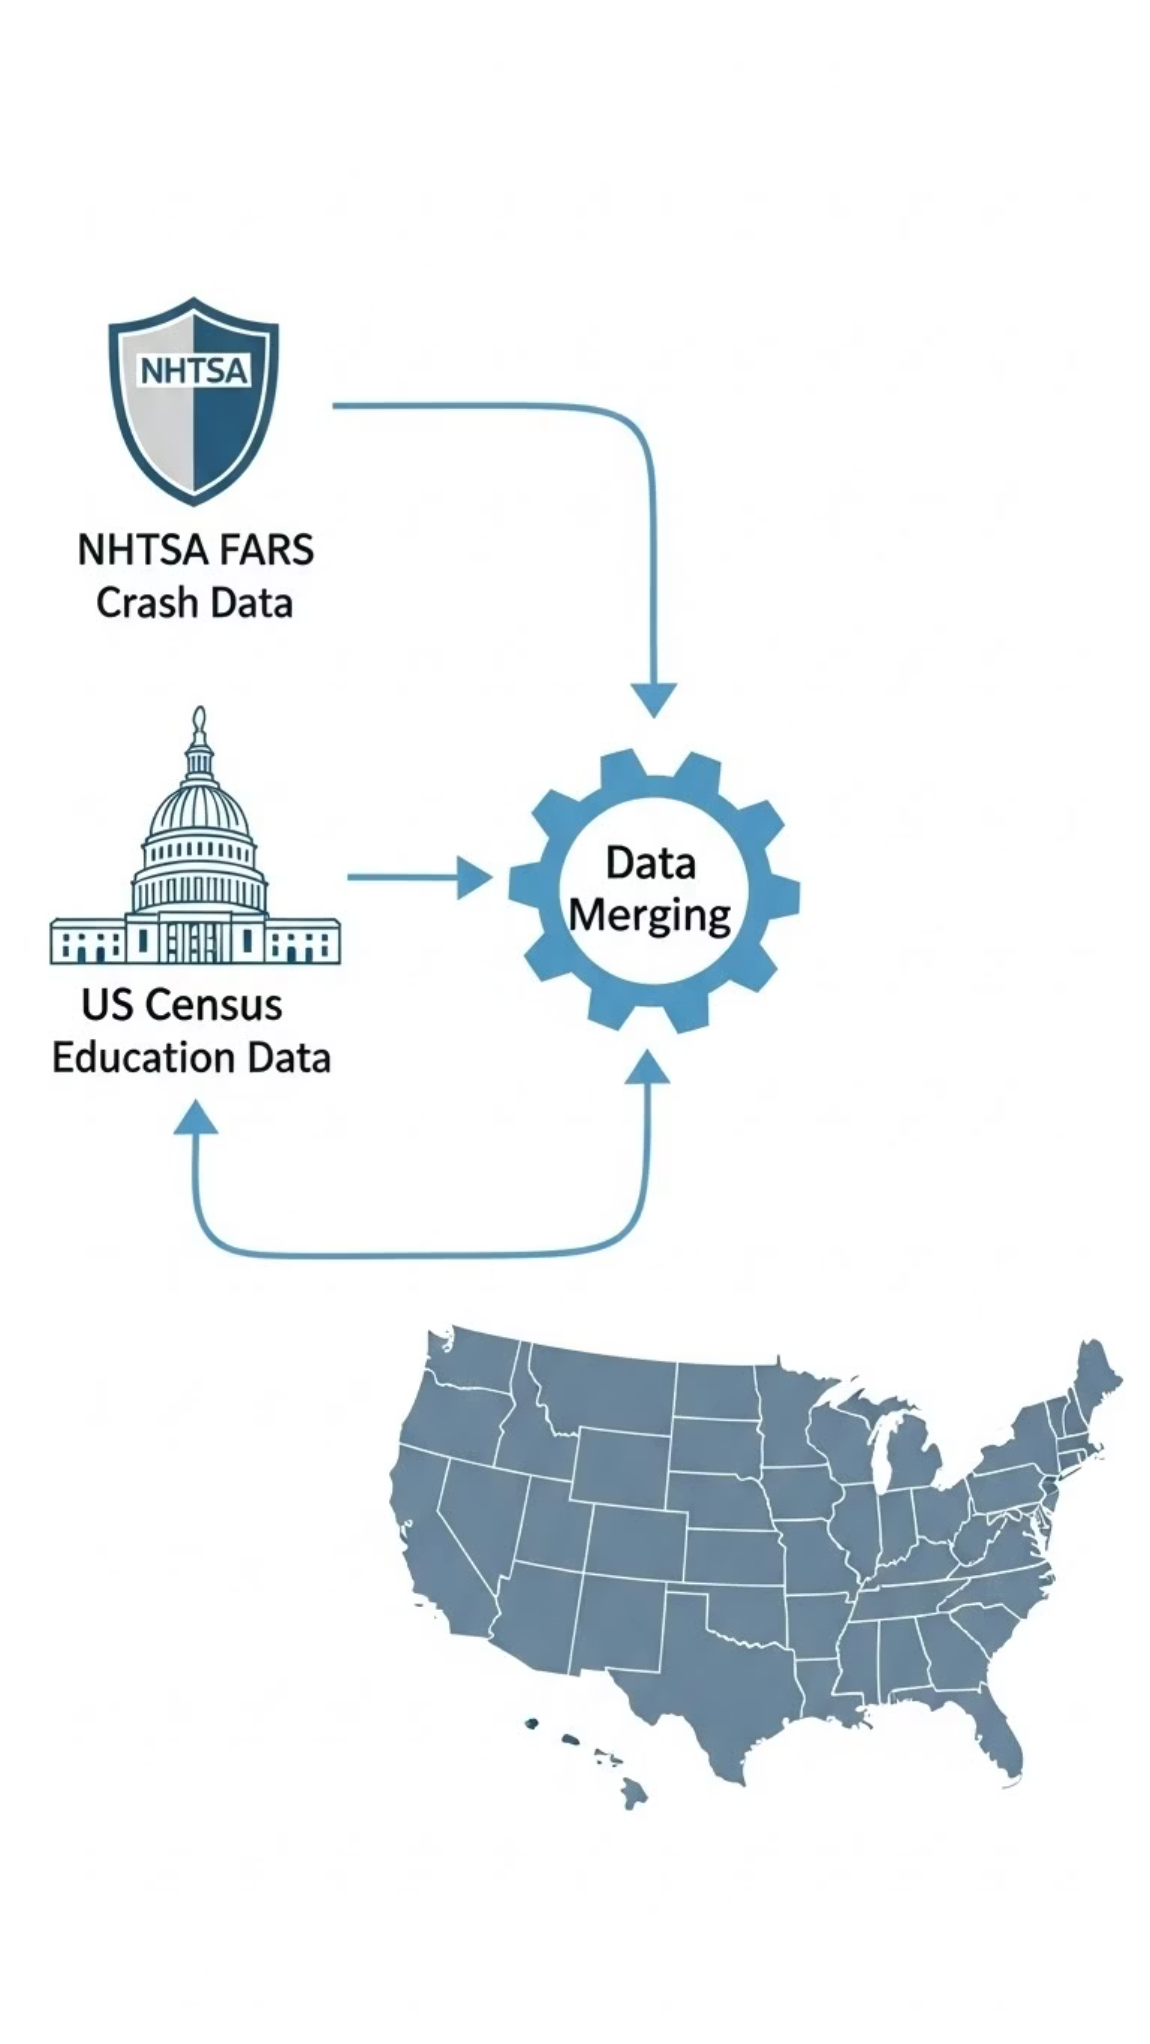 NHTSA
NHTSA FARS
Crash Data
US Census
Education Data
Data
Merging